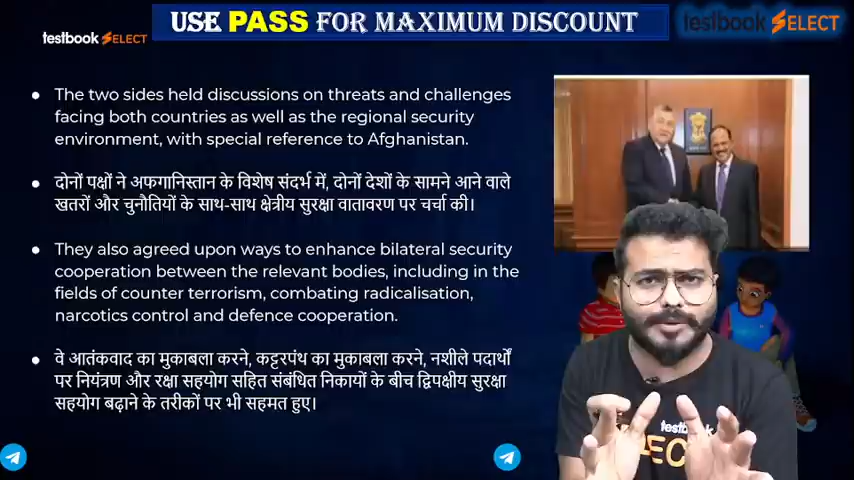 USE PASS FOR MAXIMUM DISCOUNT
testbook SELECT
testbook SELECT
The two sides held discussions on threats and challenges
facing both countries as well as the regional security
environment, with special reference to Afghanistan.
दोनों पक्षों ने अफगानिस्तान के विशेष संदर्भ में, दोनों देशों के सामने आने वाले
खतरों और चुनौतियों के साथ-साथ क्षेत्रीय सुरक्षा वातावरण पर चर्चा की।
They also agreed upon ways to enhance bilateral security
cooperation between the relevant bodies, including in the
fields of counter terrorism, combating radicalisation,
narcotics control and defence cooperation.
वे आतंकवाद का मुकाबला करने, कट्टरपंथ का मुकाबला करने, नशीले पदार्थों
पर नियंत्रण और रक्षा सहयोग सहित संबंधित निकायों के बीच द्विपक्षीय सुरक्षा
सहयोग बढ़ाने के तरीकों पर भी सहमत हुए।